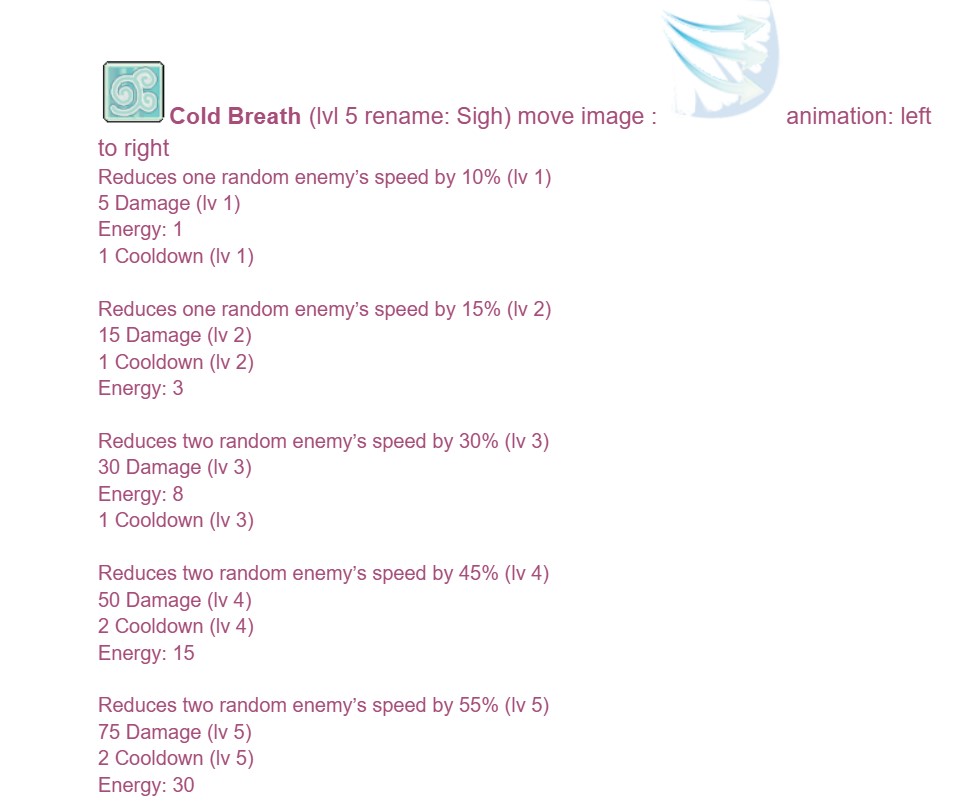 Cold Breath (lvl 5 rename: Sigh) move image : animation: left
to right
Reduces one random enemy’s speed by 10% (lv 1)
5 Damage (lv 1)
Energy: 1
1 Cooldown (lv 1)
Reduces one random enemy’s speed by 15% (lv 2)
15 Damage (lv 2)
1 Cooldown (lv 2)
Energy: 3
Reduces two random enemy’s speed by 30% (lv 3)
30 Damage (lv 3)
Energy: 8
1 Cooldown (lv 3)
Reduces two random enemy’s speed by 45% (lv 4)
50 Damage (lv 4)
2 Cooldown (lv 4)
Energy: 15
Reduces two random enemy’s speed by 55% (lv 5)
75 Damage (lv 5)
2 Cooldown (lv 5)
Energy: 30